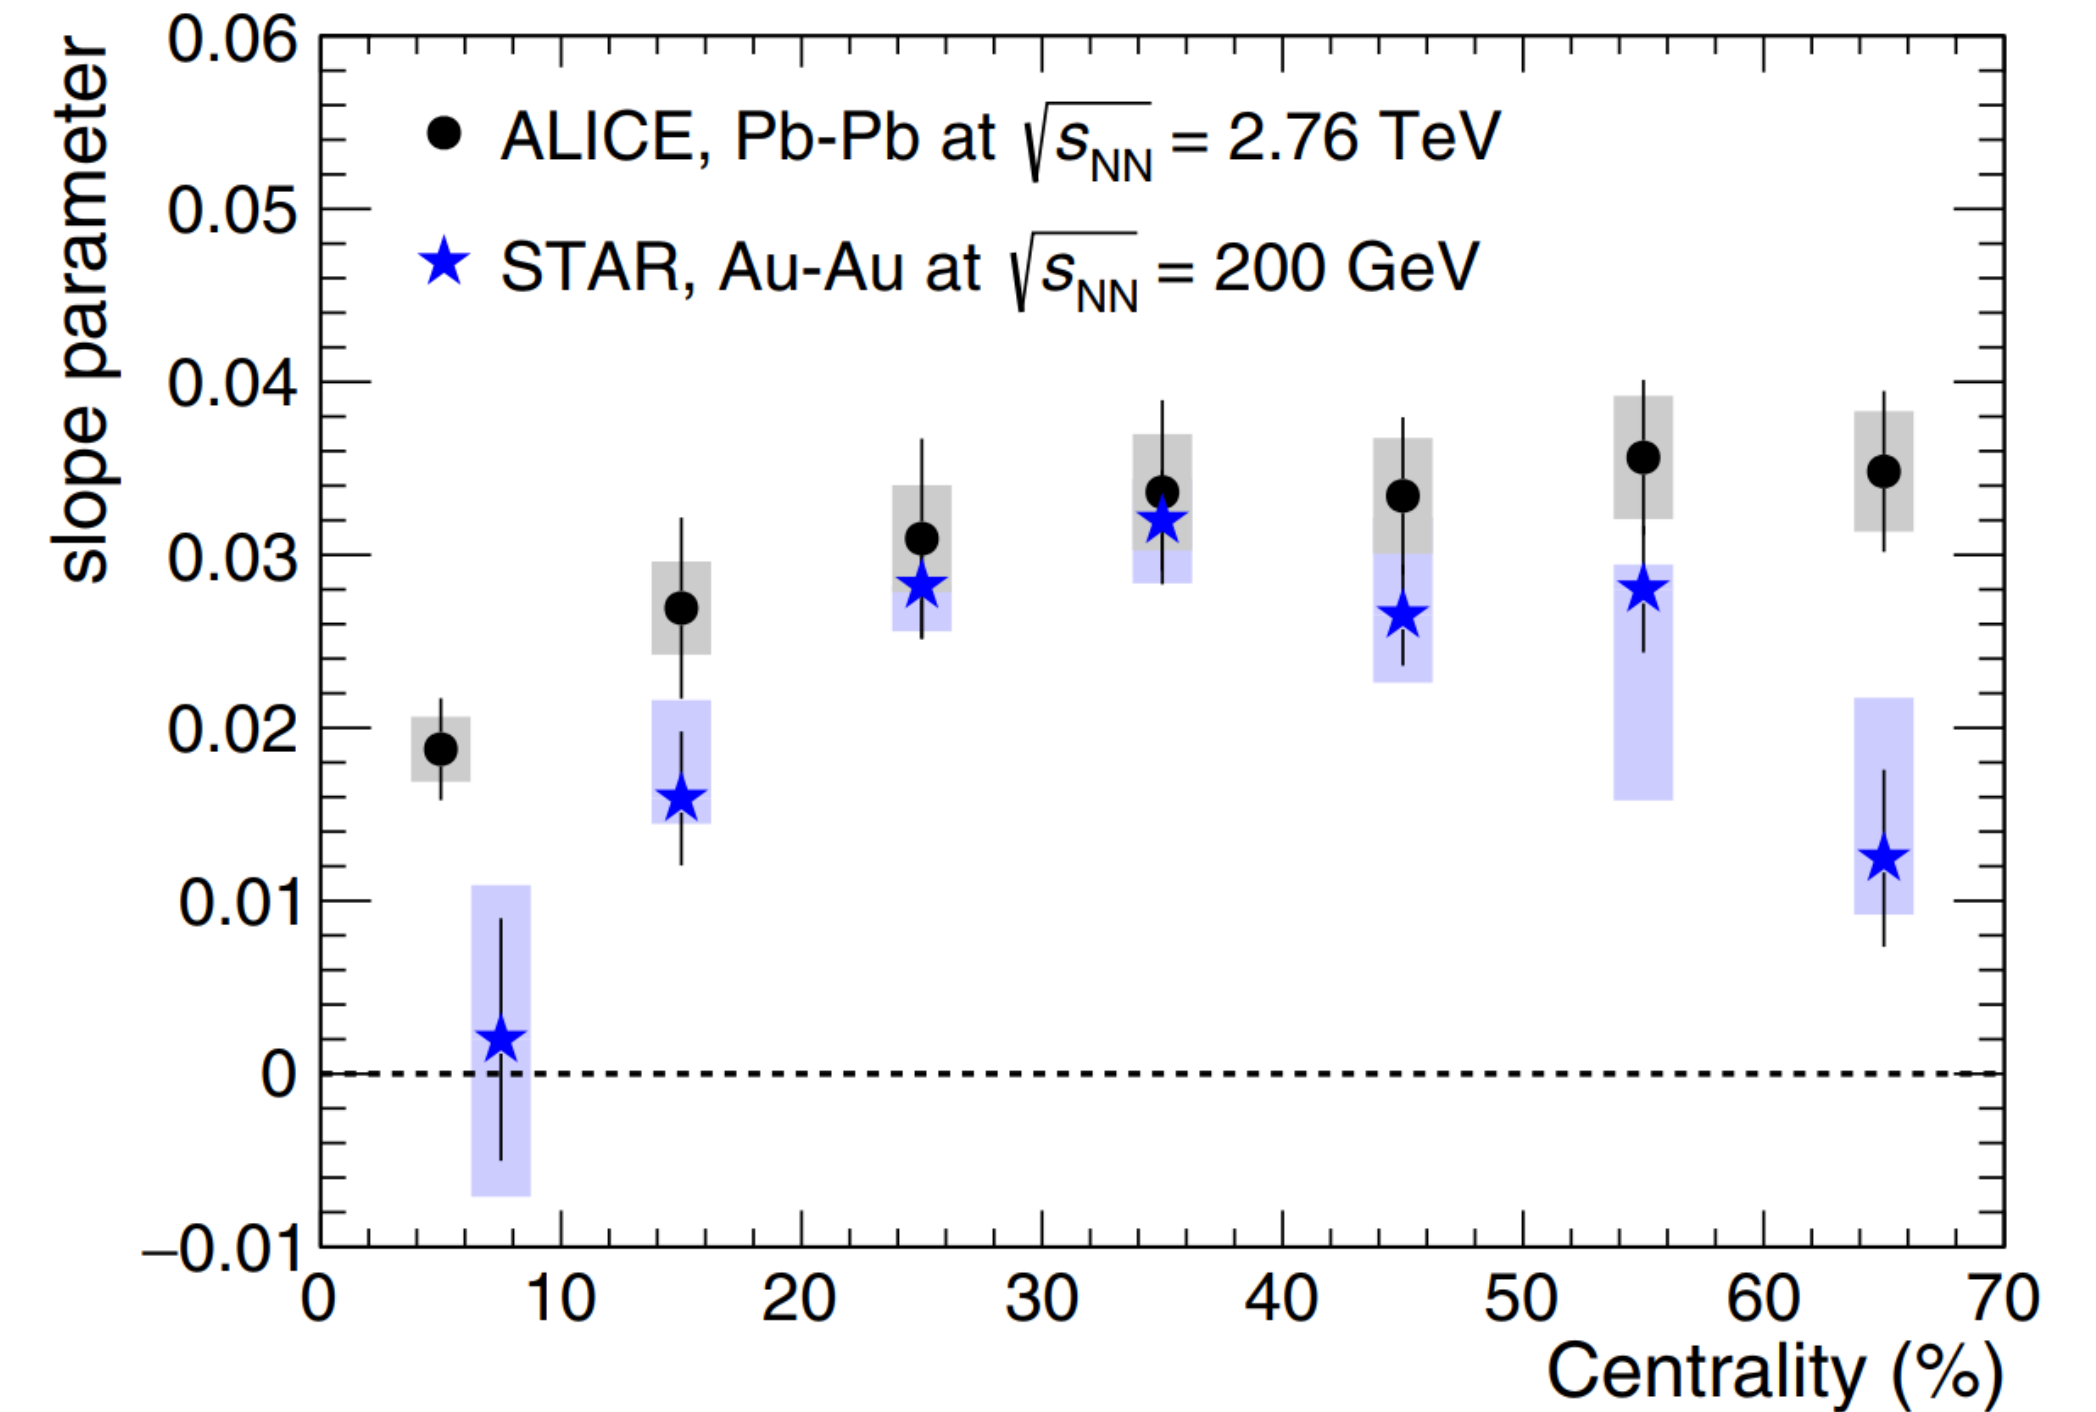 slope parameter
0.06
0.05
0.04
0.03
0.02
0.01
0
−0.01
ALICE, Pb-Pb at √sNN = 2.76 TeV
STAR, Au-Au at √sNN = 200 GeV
0 10 20 30 40 50 60 70
Centrality (%)